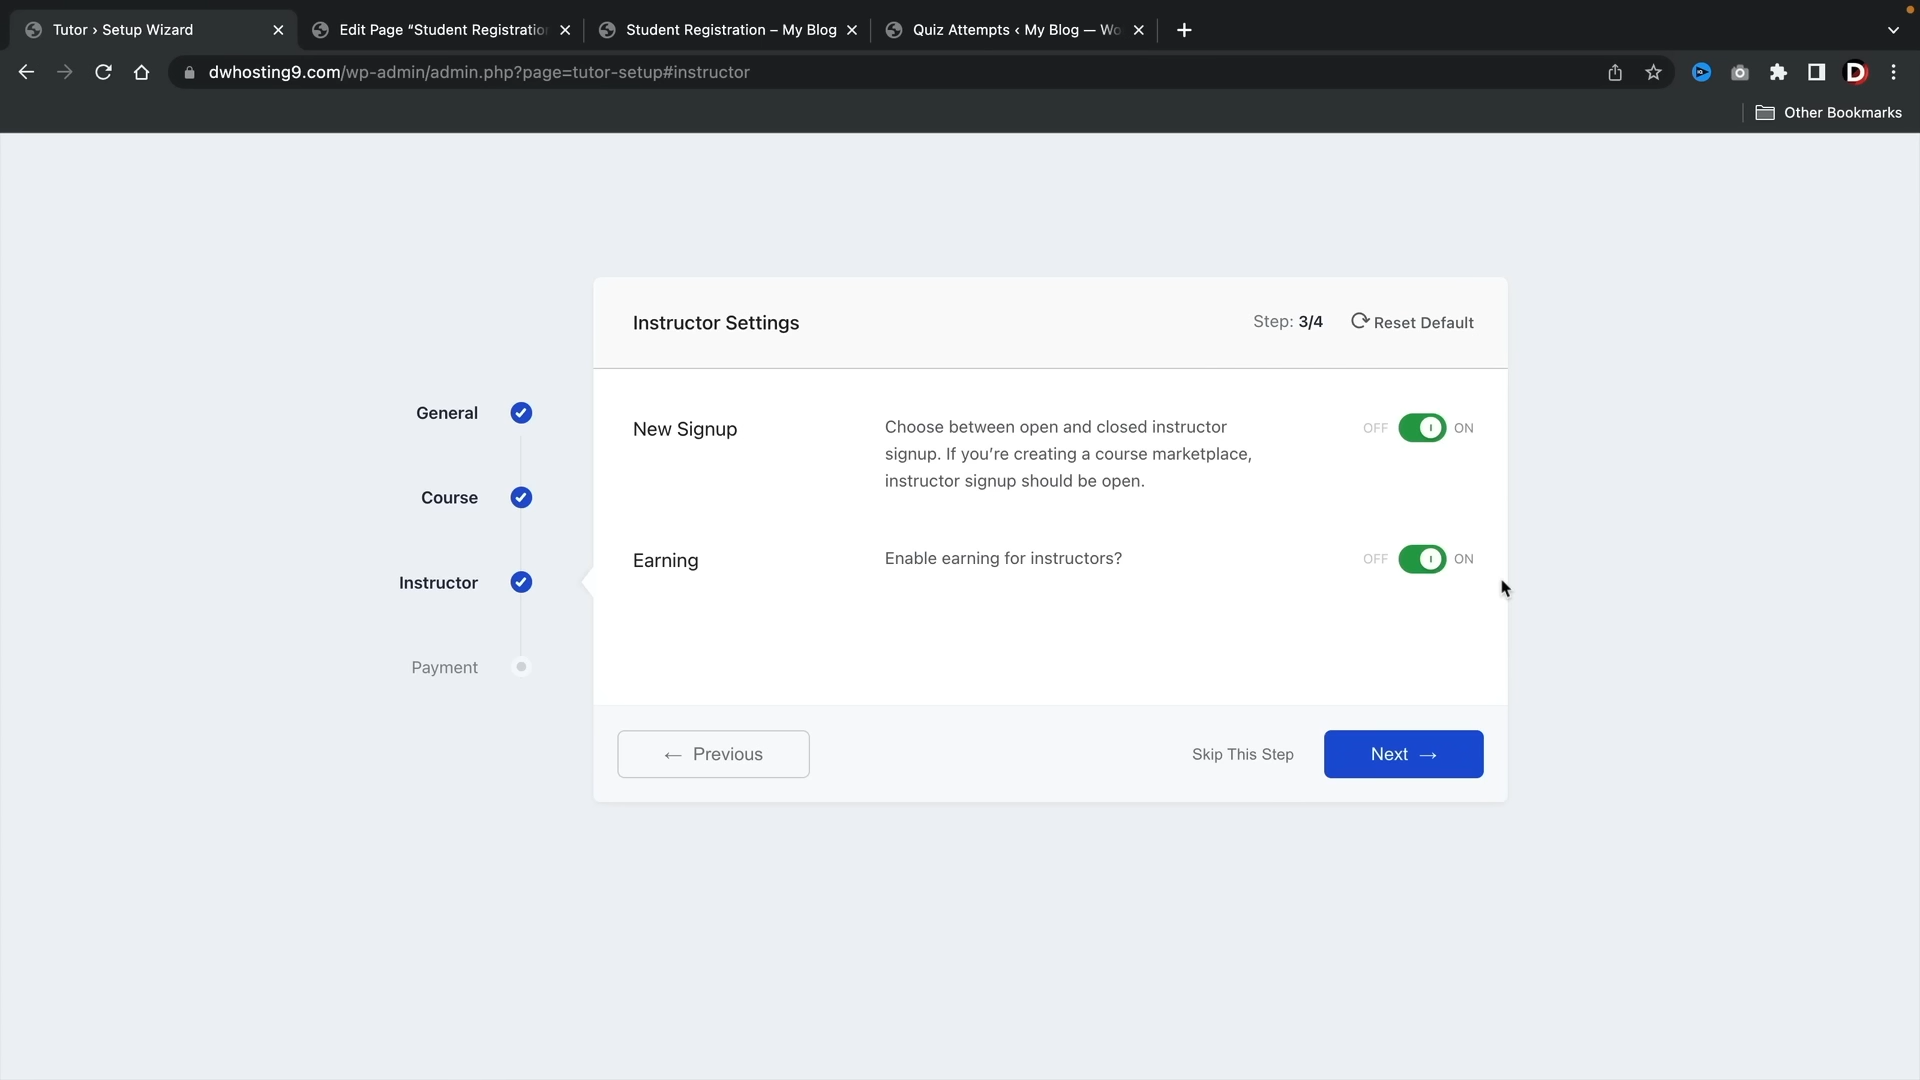 Tutor › Setup Wizard
Edit Page “Student Registratio
Student Registration – My Blog
Quiz Attempts ‹ My Blog — Wo
dwhosting9.com/wp-admin/admin.php?page=tutor-setup#instructor
Other Bookmarks
Instructor Settings
Step: 3/4
Reset Default
General
Course
Instructor
Payment
New Signup
Choose between open and closed instructor
signup. If you’re creating a course marketplace,
instructor signup should be open.
OFF ON
Earning
Enable earning for instructors?
OFF ON
← Previous
Skip This Step
Next →